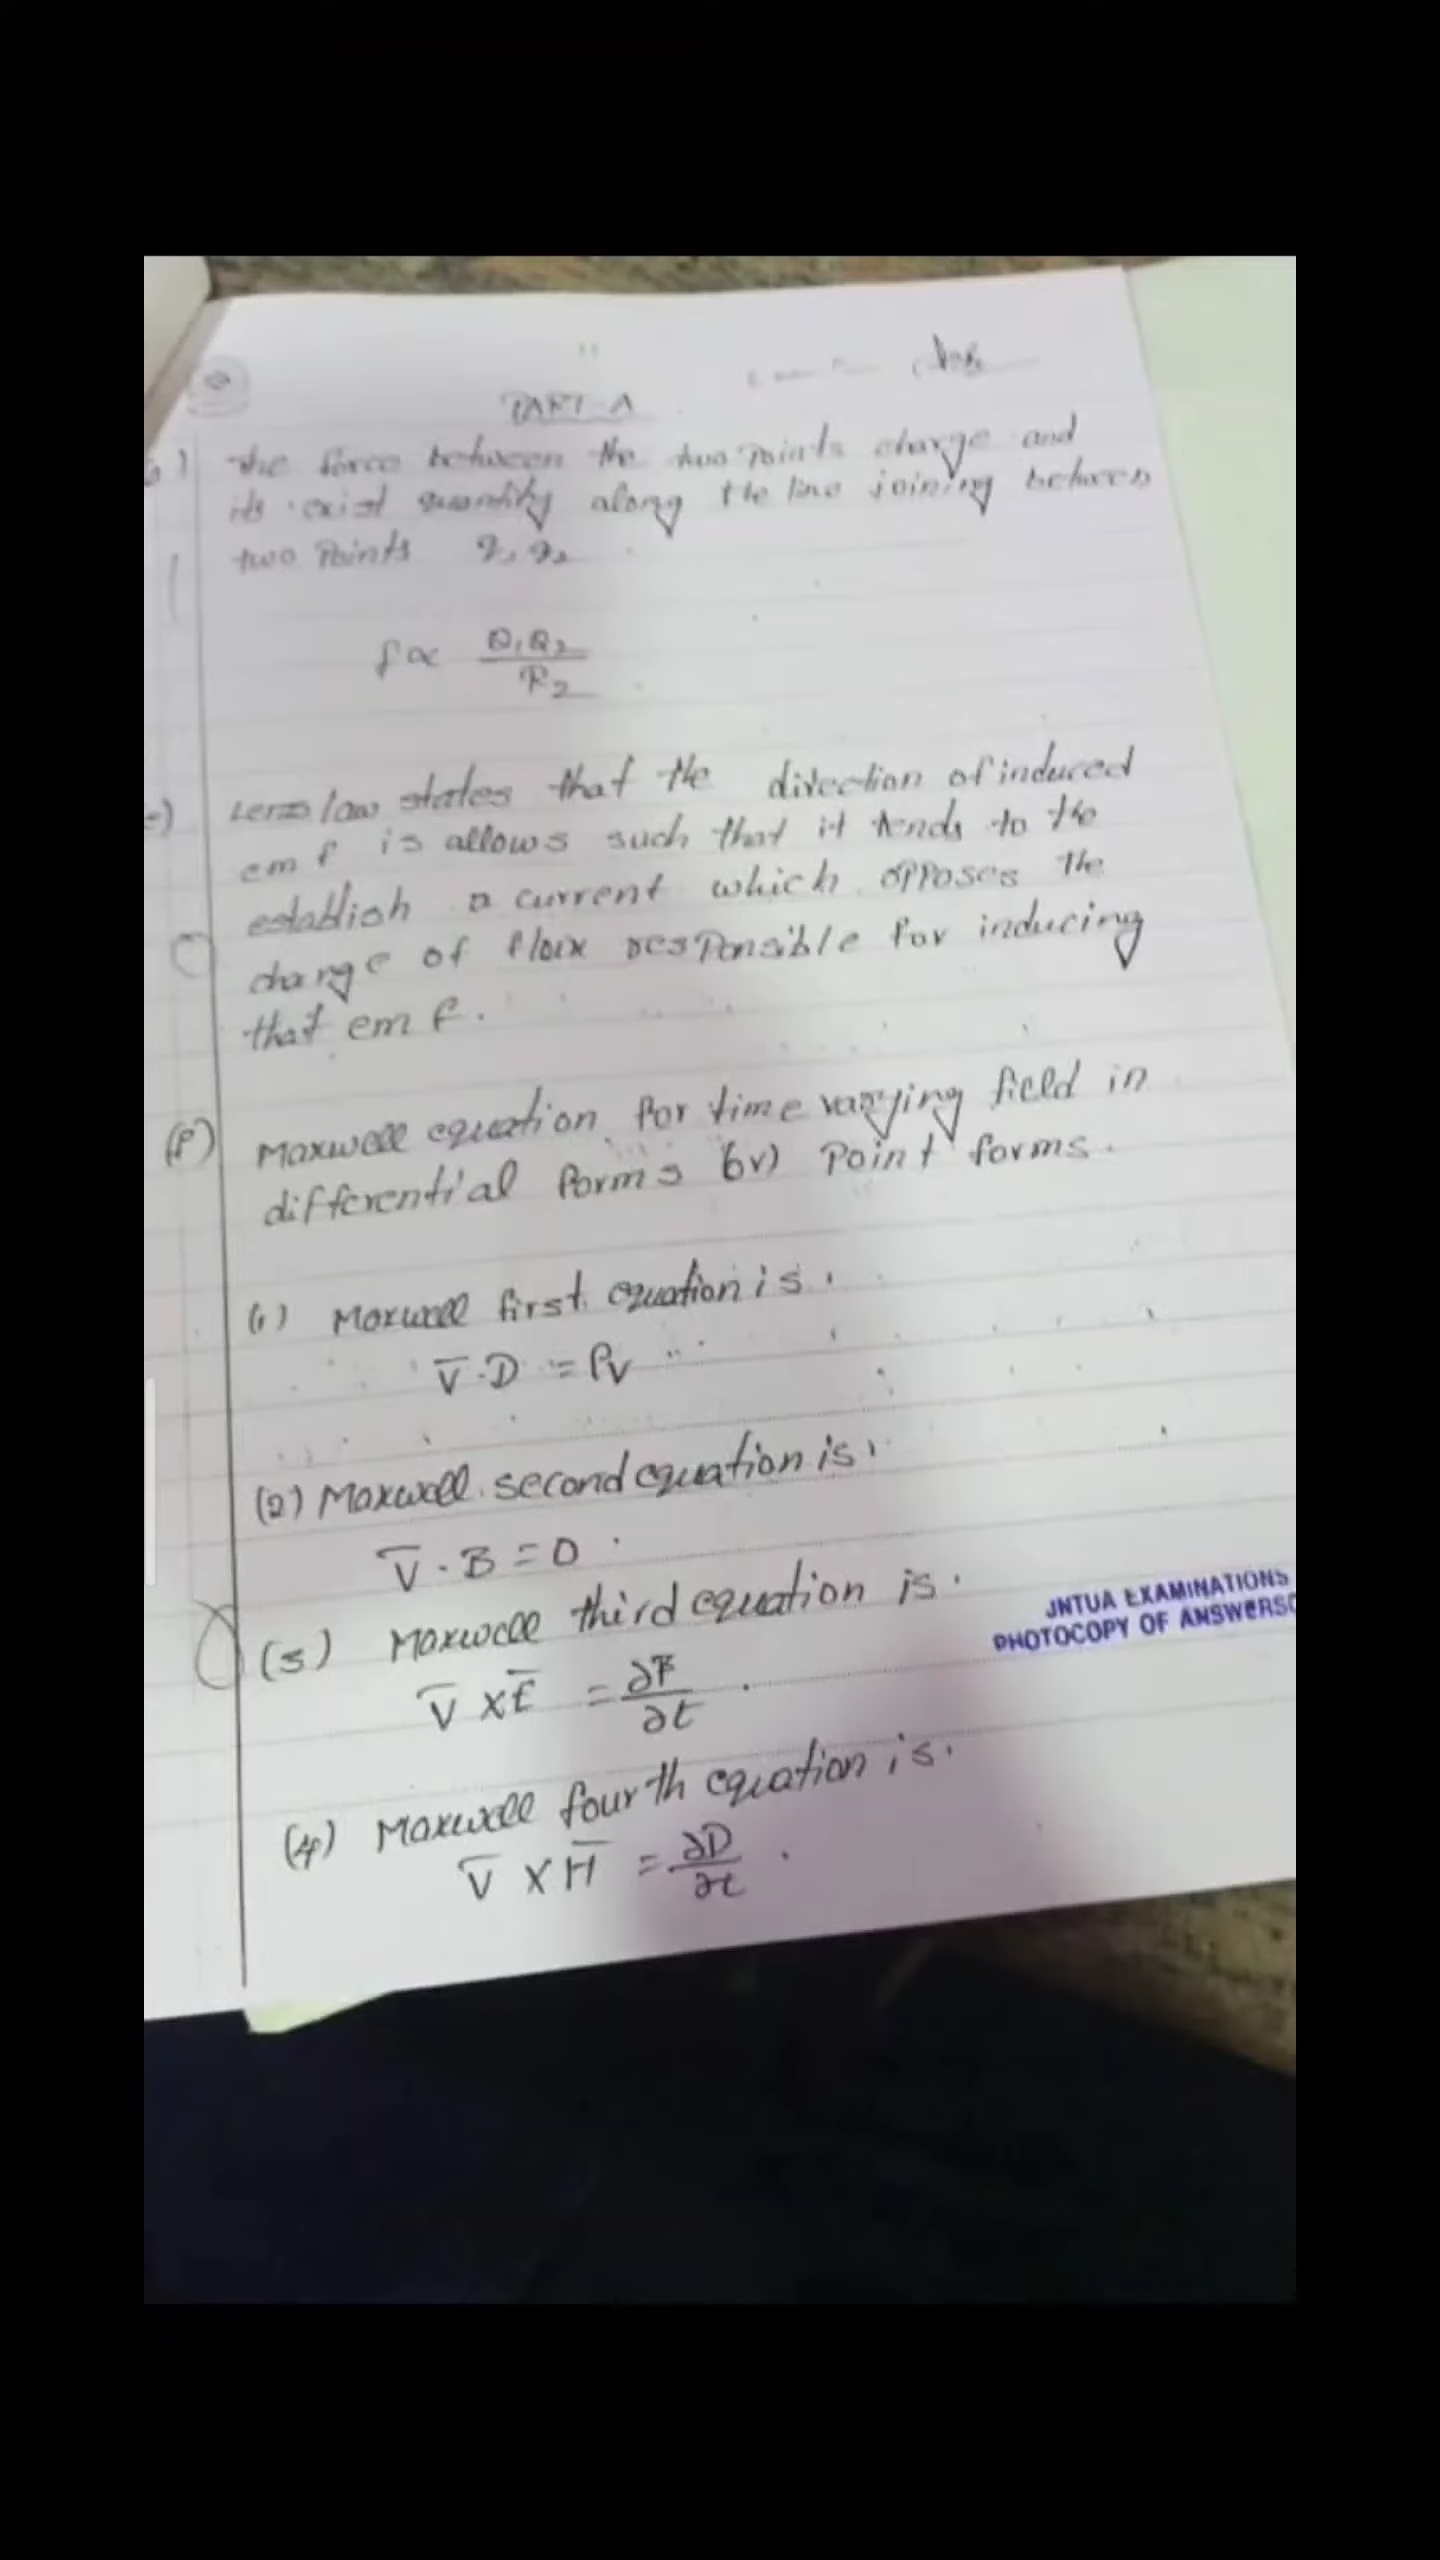 PART-A
the force between the two Points charge and
its exist quantity along the line joining between
two Points q1 q2
f ∝ Q1Q2 / R2
Lenz law states that the direction of induced
emf is allows such that it tends to the
establish a current which opposes the
change of flux responsible for inducing
that emf.
(f) Maxwell equation for time varying field in
differential forms (or) Point forms.
(1) Maxwell first equation is.
V̄ · D = ρv
(2) Maxwell second equation is.
V̄ · B = 0
(3) Maxwell third equation is.
V̄ × Ē = ∂B / ∂t
JNTUA EXAMINATIONS
PHOTOCOPY OF ANSWERSC
(4) Maxwell fourth equation is.
V̄ × H̄ = ∂D / ∂t